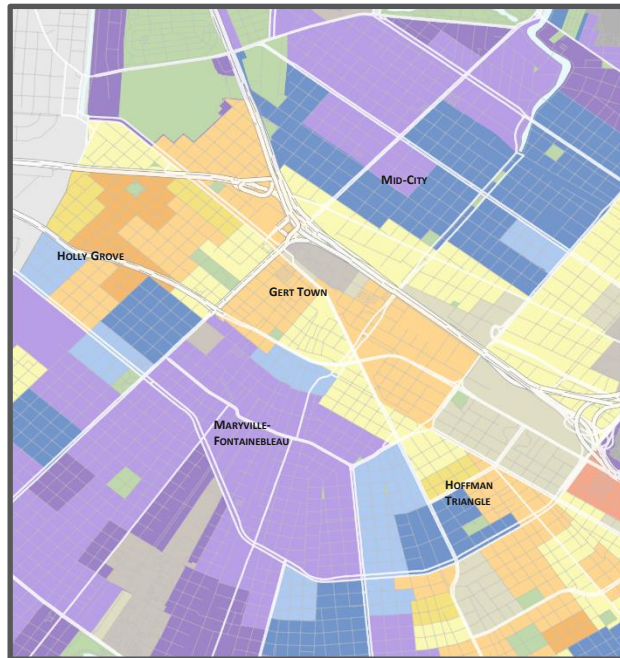 MID-CITY
HOLLY GROVE
GERT TOWN
MARYVILLE-
FONTAINEBLEAU
HOFFMAN
TRIANGLE